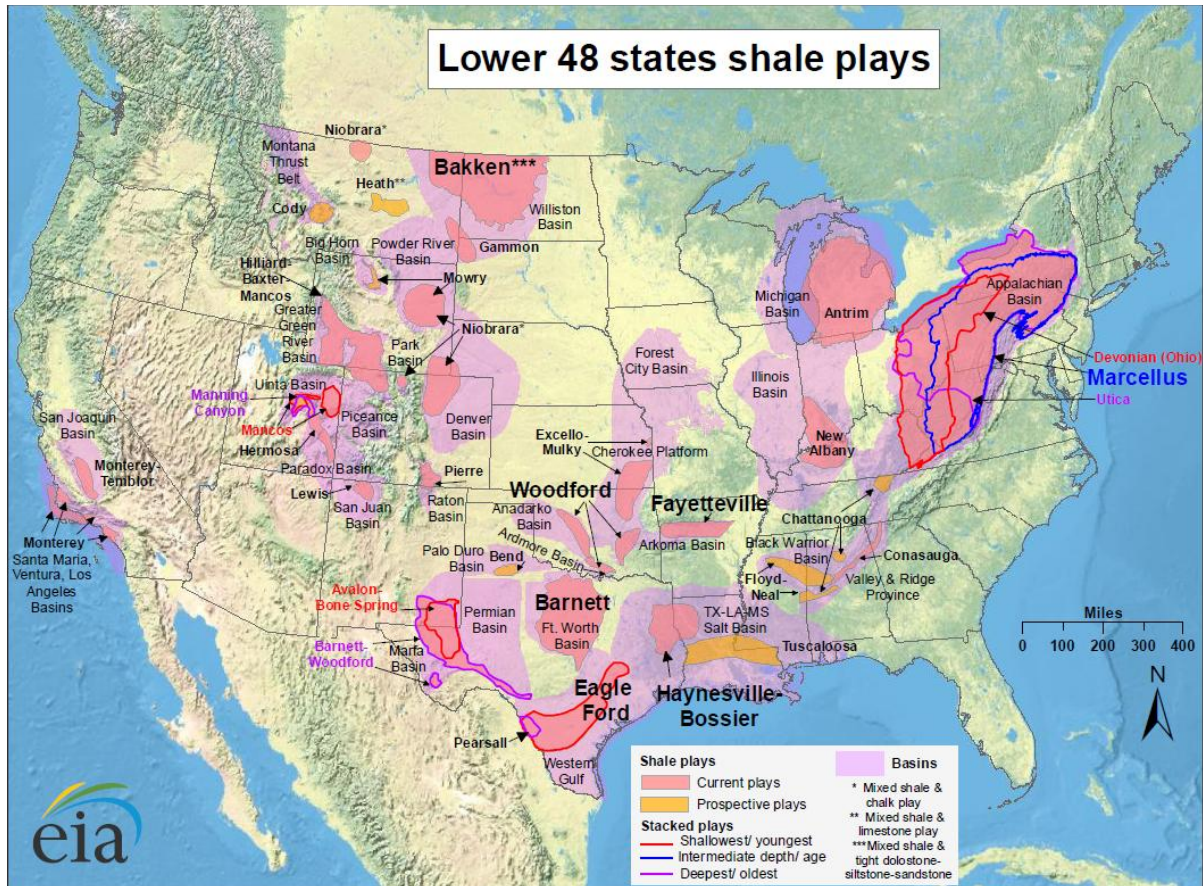 Lower 48 states shale plays
Niobrara*
Montana
Thrust
Belt
Bakken***
Heath**
Cody
Williston
Basin
Big Horn
Basin
Powder River
Basin
Gammon
Hilliard-
Baxter-
Mancos
Mowry
Greater
Green
River
Basin
Niobrara*
Park
Basin
Michigan
Basin
Antrim
Appalachian
Basin
Devonian (Ohio)
Marcellus
Utica
Forest
City Basin
Illinois
Basin
Uinta Basin
Manning
Canyon
Mancos
Piceance
Basin
Denver
Basin
San Joaquin
Basin
Hermosa
Paradox Basin
Excello-
Mulky
Cherokee Platform
New
Albany
Monterey-
Temblor
Pierre
Lewis
San Juan
Basin
Raton
Basin
Woodford
Anadarko
Basin
Fayetteville
Chattanooga
Monterey
Santa Maria,
Ventura, Los
Angeles
Basins
Palo Duro
Basin
Bend
Ardmore Basin
Arkoma Basin
Black Warrior
Basin
Conasauga
Floyd-
Neal
Valley & Ridge
Province
Avalon-
Bone Spring
Permian
Basin
Barnett
Ft. Worth
Basin
TX-LA-MS
Salt Basin
Tuscaloosa
Barnett-
Woodford
Marfa
Basin
Eagle
Ford
Haynesville-
Bossier
Pearsall
Western
Gulf
Miles
0 100 200 300 400
N
Shale plays
Current plays
Prospective plays
Stacked plays
Shallowest/ youngest
Intermediate depth/ age
Deepest/ oldest
Basins
* Mixed shale &
chalk play
** Mixed shale &
limestone play
***Mixed shale &
tight dolostone-
siltstone-sandstone
eia